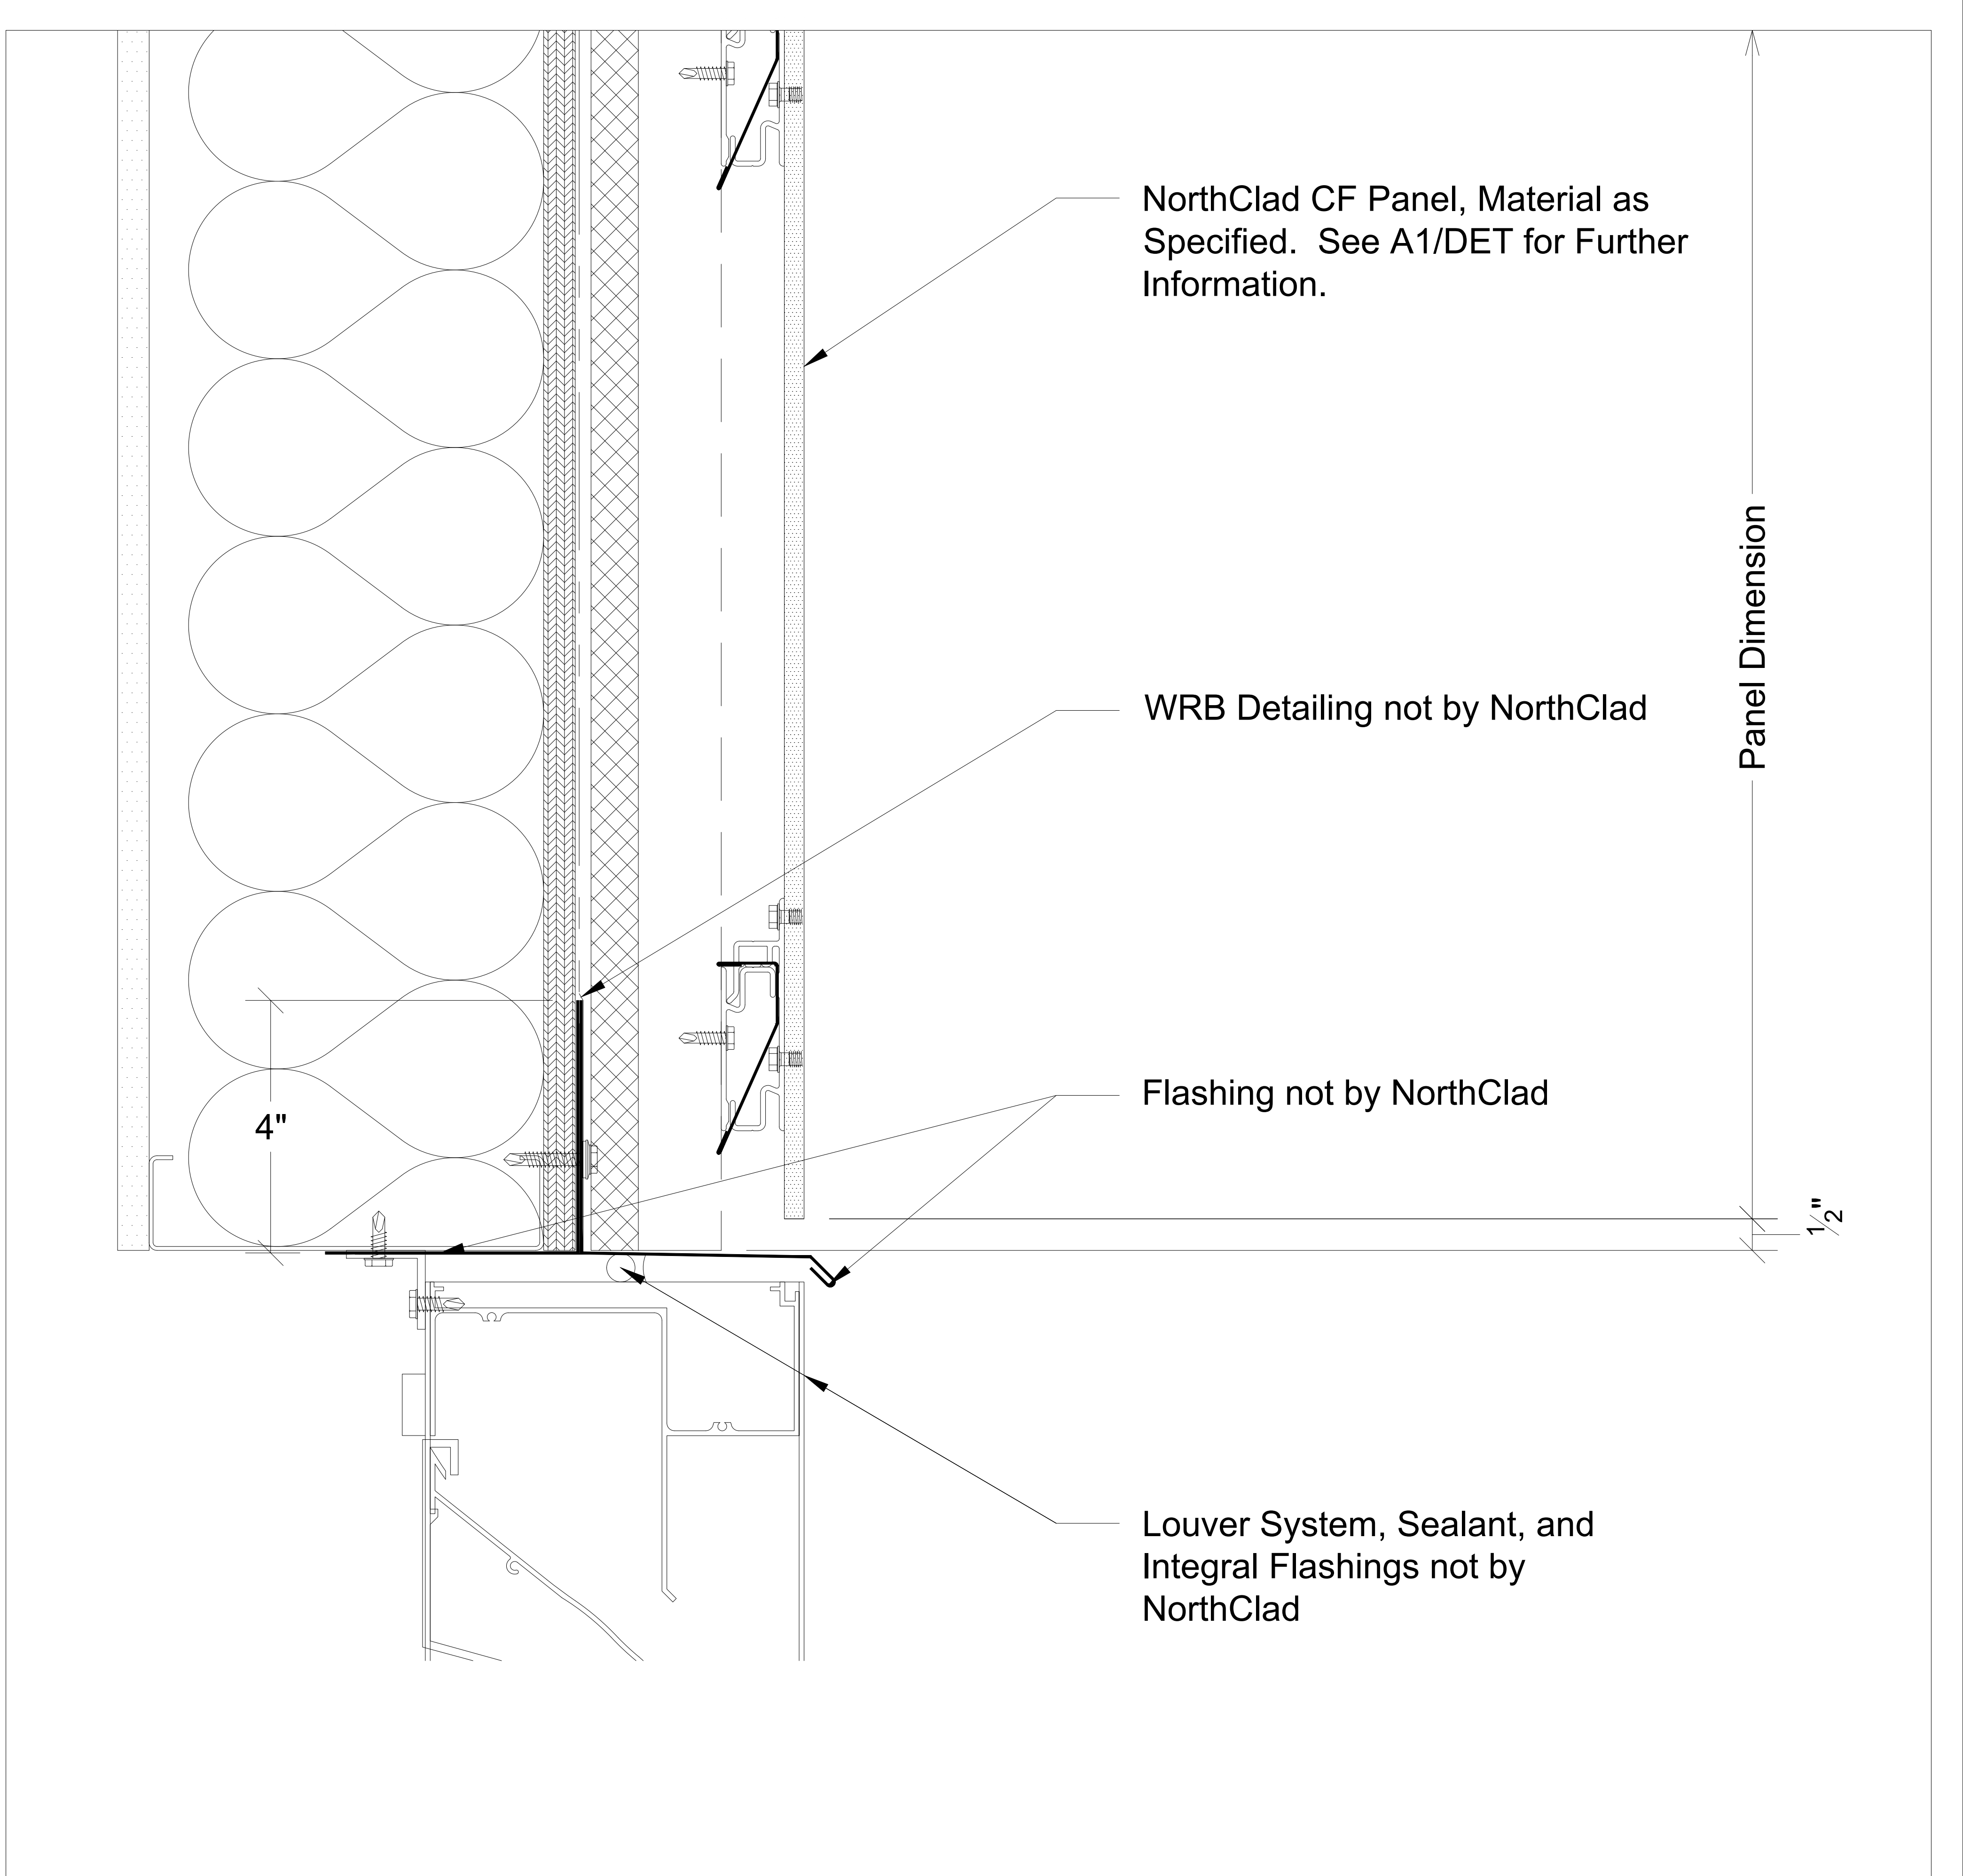 NorthClad CF Panel, Material as
Specified.  See A1/DET for Further
Information.
Panel Dimension
WRB Detailing not by NorthClad
Flashing not by NorthClad
4"
1/2"
Louver System, Sealant, and
Integral Flashings not by
NorthClad